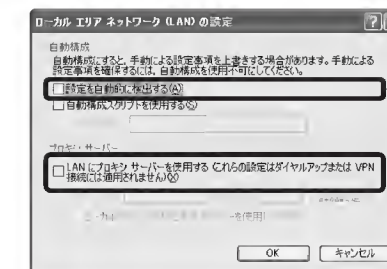 ローカル エリア ネットワーク (LAN) の設定
自動構成
自動構成にすると、手動による設定事項を上書きする場合があります。手動による
設定事項を確保するには、自動構成を使用不可にしてください。
設定を自動的に検出する(A)
自動構成スクリプトを使用する(S)
プロキシ サーバー
LAN にプロキシ サーバーを使用する (これらの設定はダイヤルアップまたは VPN
接続には適用されません)(X)
OK キャンセル